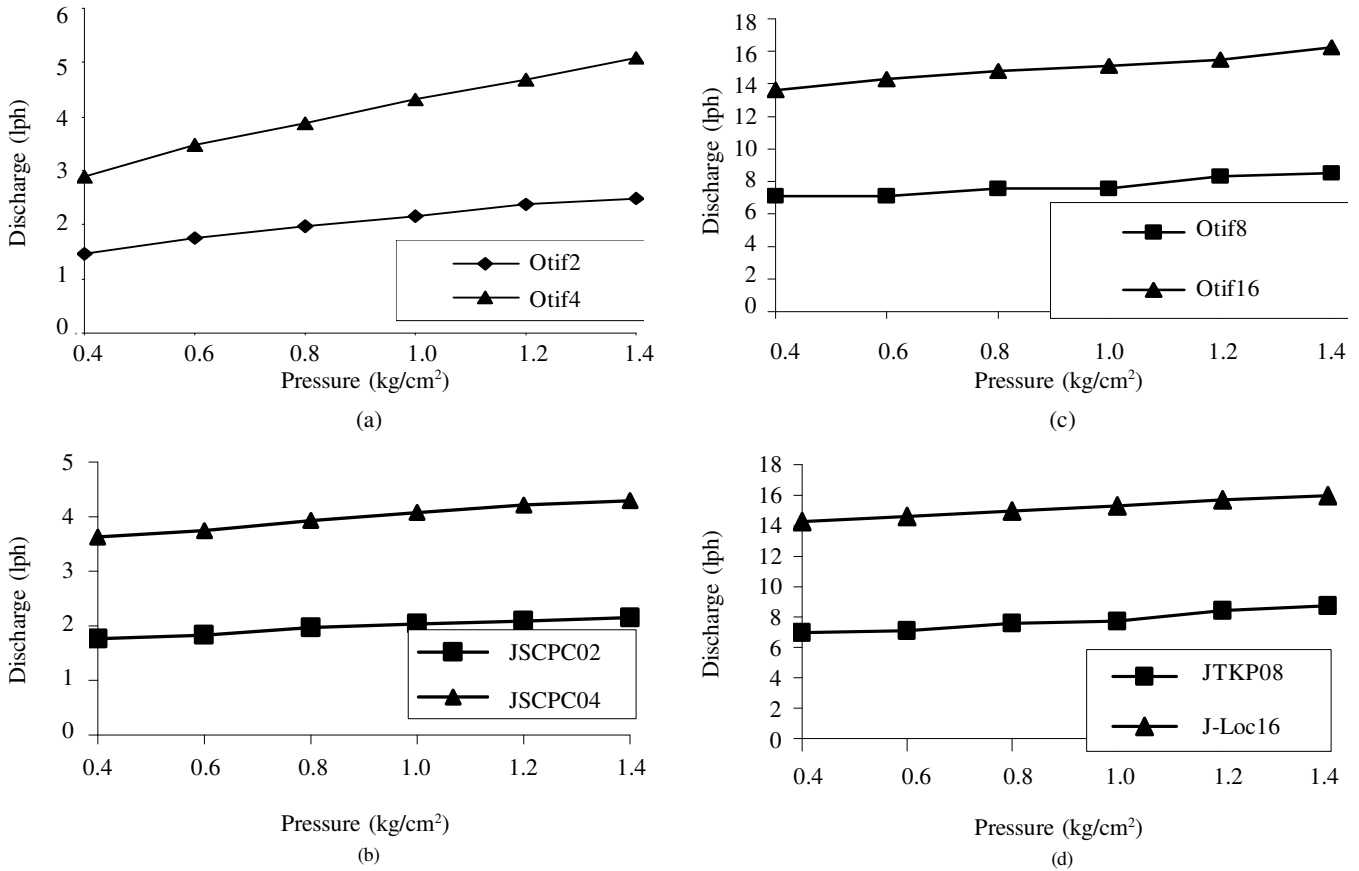 6
5
4
3
2
1
0
Discharge (lph)
Otif2
Otif4
0.4 0.6 0.8 1.0 1.2 1.4
Pressure (kg/cm²)
(a)
18
16
14
12
10
8
6
4
2
0
Discharge (lph)
Otif8
Otif16
0.4 0.6 0.8 1.0 1.2 1.4
Pressure (kg/cm²)
(c)
5
4
3
2
1
0
Discharge (lph)
JSCPC02
JSCPC04
0.4 0.6 0.8 1.0 1.2 1.4
Pressure (kg/cm²)
(b)
18
16
14
12
10
8
6
4
2
0
Discharge (lph)
JTKP08
J-Loc16
0.4 0.6 0.8 1.0 1.2 1.4
Pressure (kg/cm²)
(d)